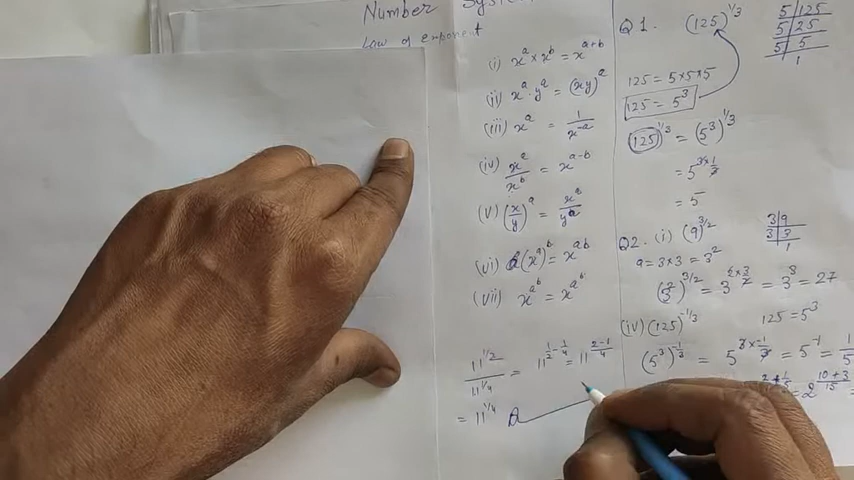 Number System
Law of exponent
(i) x^a × x^b = x^(a+b)
(ii) x^a · y^a = (xy)^a
(iii) x^a = 1/x^(-a)
(iv) x^a/x^b = x^(a-b)
(v) (x/y)^a = x^a/y^a
(vi) (x^a)^b = x^(ab)
(vii) x^(a^b) = x^(a^b)
11^(1/2)/11^(1/4) = 11^(1/2 - 1/4) = 11^((2-1)/4)
= 11^(1/4)
Q1. (125)^(1/3)
5 | 125
5 | 25
5 | 5
1
125 = 5×5×5
125 = 5^3
(125)^(1/3) = (5^3)^(1/3)
= 5^(3×1/3)
= 5
Q2. (i) (9)^(3/2)
3 | 9
3 | 3
1
9 = 3×3 = 3^2
(3^2)^(3/2) = 3^(2×3/2) = 3^3 = 27
(iv) (125)^(-1/3)
125 = 5^3
(5^3)^(-1/3) = 5^(3×-1/3) = 5^(-1) = 1/5
= 2^((10+3)/15) =